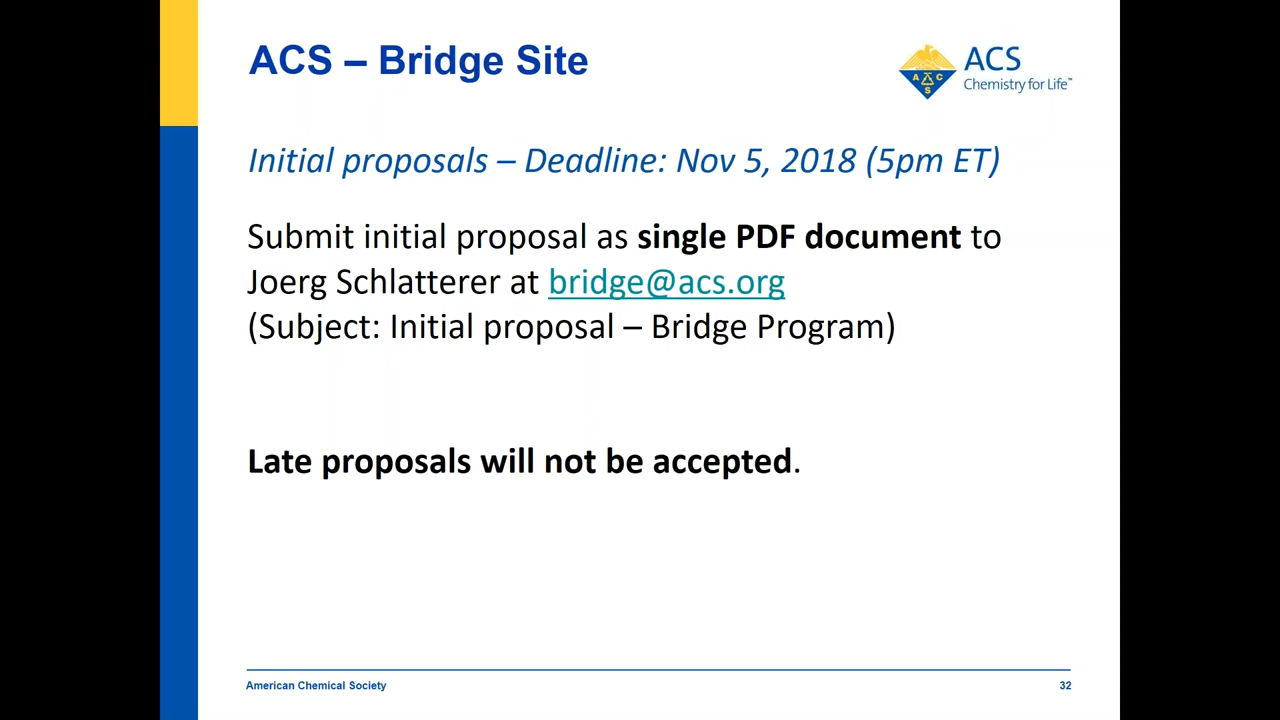 ACS – Bridge Site
A C S
ACS
Chemistry for Life™
Initial proposals – Deadline: Nov 5, 2018 (5pm ET)
Submit initial proposal as single PDF document to
Joerg Schlatterer at bridge@acs.org
(Subject: Initial proposal – Bridge Program)
Late proposals will not be accepted.
American Chemical Society
32